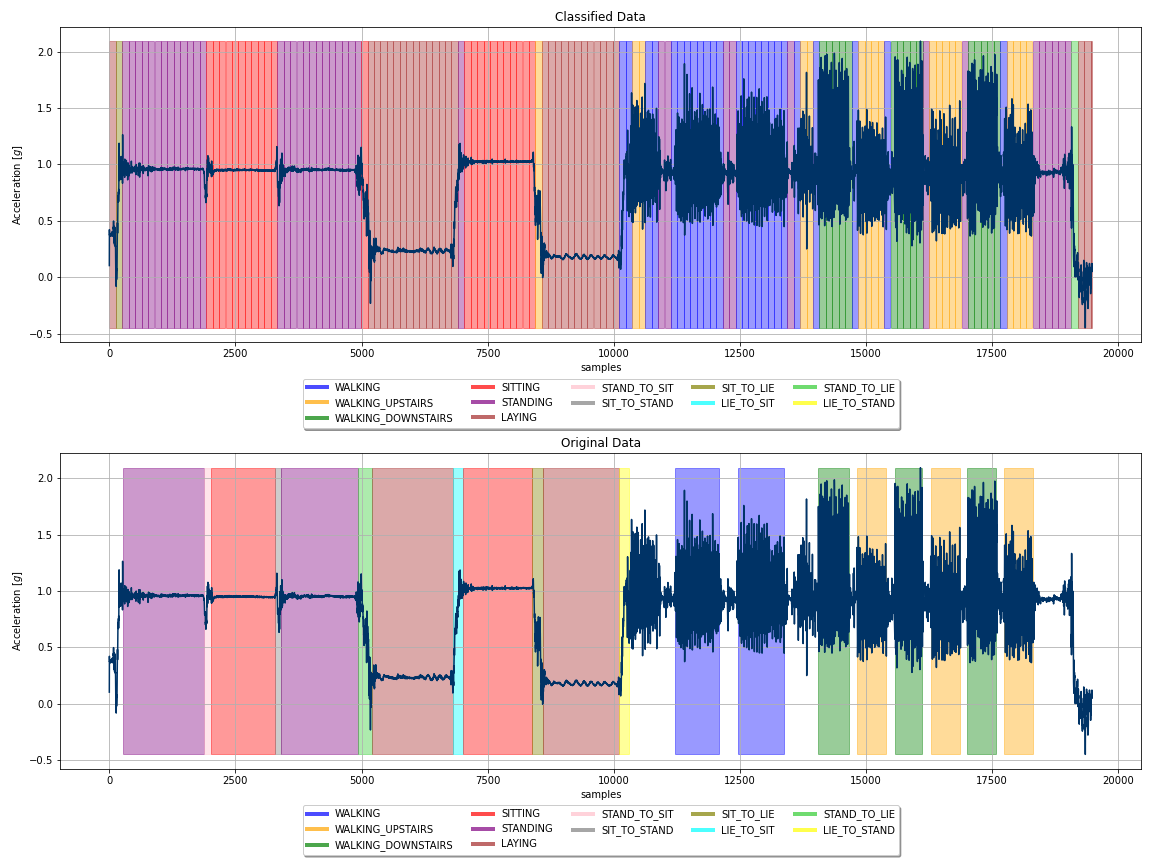 Classified Data
2.0
1.5
1.0
0.5
0.0
−0.5
Acceleration [g]
0 2500 5000 7500 10000 12500 15000 17500 20000
samples
WALKING SITTING STAND_TO_SIT SIT_TO_LIE STAND_TO_LIE
WALKING_UPSTAIRS STANDING SIT_TO_STAND LIE_TO_SIT LIE_TO_STAND
WALKING_DOWNSTAIRS LAYING
Original Data
2.0
1.5
1.0
0.5
0.0
−0.5
Acceleration [g]
0 2500 5000 7500 10000 12500 15000 17500 20000
samples
WALKING SITTING STAND_TO_SIT SIT_TO_LIE STAND_TO_LIE
WALKING_UPSTAIRS STANDING SIT_TO_STAND LIE_TO_SIT LIE_TO_STAND
WALKING_DOWNSTAIRS LAYING